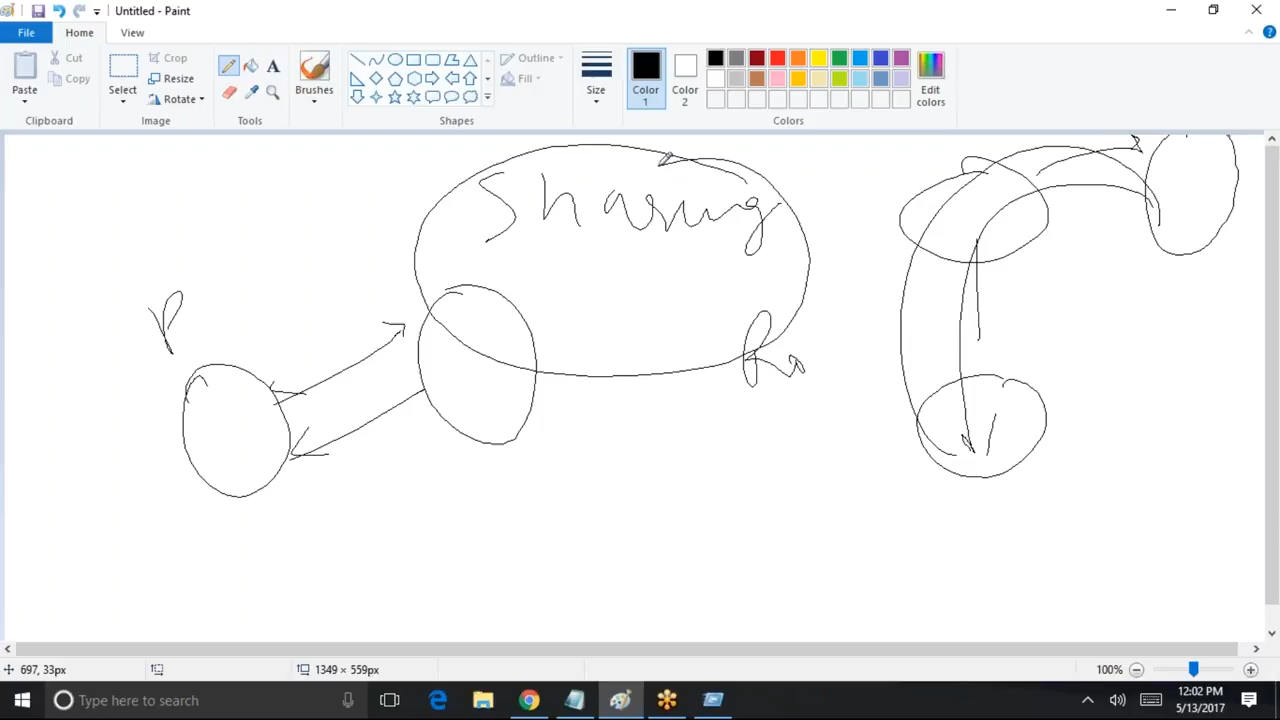 Untitled - Paint
File Home View
Cut
Copy
Paste
Clipboard
Crop
Resize
Rotate
Select
Image
Tools
Brushes
Outline
Fill
Shapes
Size
Color 1
Color 2
Edit colors
Colors
Sharing
P
697, 33px
1349 × 559px
100%
Type here to search
12:02 PM
5/13/2017